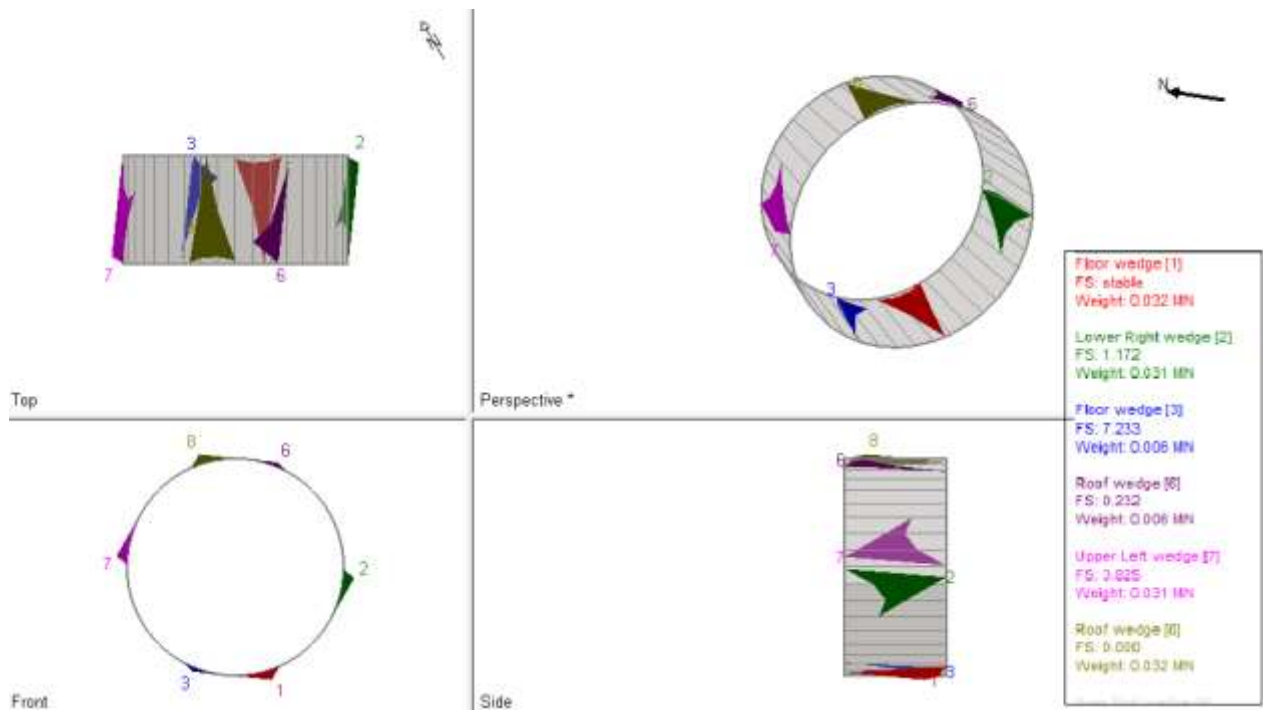 3
2
7
6
Top
N
8
6
2
7
3
Perspective *
8
6
7
2
3
1
Front
8
6
7
2
3
1
Side
Floor wedge [1]
FS: stable
Weight: 0.032 MN
Lower Right wedge [2]
FS: 1.172
Weight: 0.031 MN
Floor wedge [3]
FS: 7.233
Weight: 0.006 MN
Roof wedge [6]
FS: 0.232
Weight: 0.006 MN
Upper Left wedge [7]
FS: 3.825
Weight: 0.031 MN
Roof wedge [8]
FS: 0.000
Weight: 0.032 MN